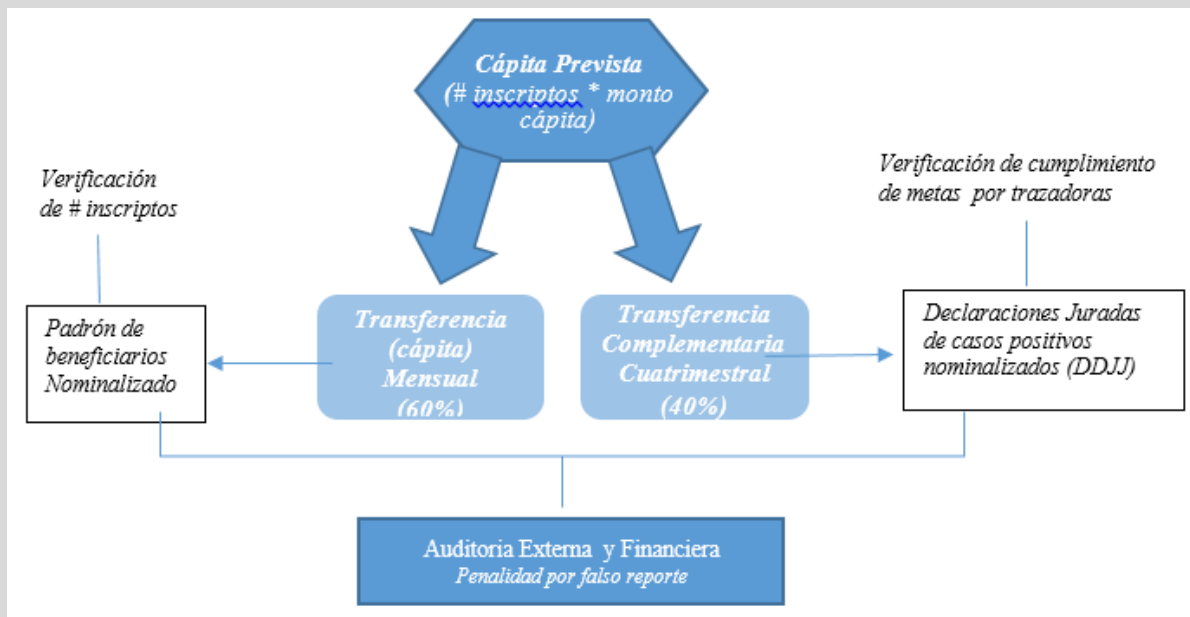 Cápita Prevista
(# inscriptos * monto
cápita)
Verificación
de # inscriptos
Verificación de cumplimiento
de metas por trazadoras
Padrón de
beneficiarios
Nominalizado
Transferencia
(cápita)
Mensual
(60%)
Transferencia
Complementaria
Cuatrimestral
(40%)
Declaraciones Juradas
de casos positivos
nominalizados (DDJJ)
Auditoria Externa y Financiera
Penalidad por falso reporte